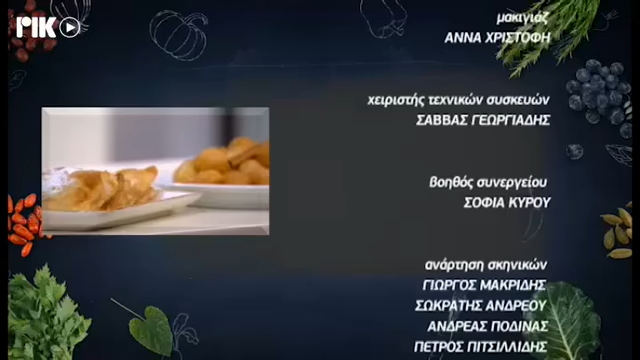 ΡΙΚ
μακιγιάζ
ΑΝΝΑ ΧΡΙΣΤΟΦΗ
χειριστής τεχνικών συσκευών
ΣΑΒΒΑΣ ΓΕΩΡΓΙΑΔΗΣ
βοηθός συνεργείου
ΣΟΦΙΑ ΚΥΡΟΥ
ανάρτηση σκηνικών
ΓΙΩΡΓΟΣ ΜΑΚΡΙΔΗΣ
ΣΩΚΡΑΤΗΣ ΑΝΔΡΕΟΥ
ΑΝΔΡΕΑΣ ΠΟΔΙΝΑΣ
ΠΕΤΡΟΣ ΠΙΤΣΙΛΛΙΔΗΣ